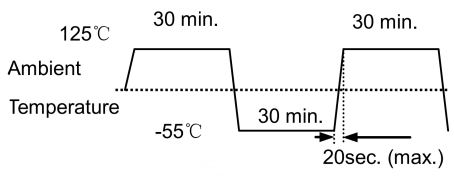 30 min.
30 min.
125℃
Ambient
Temperature
30 min.
-55℃
20sec. (max.)